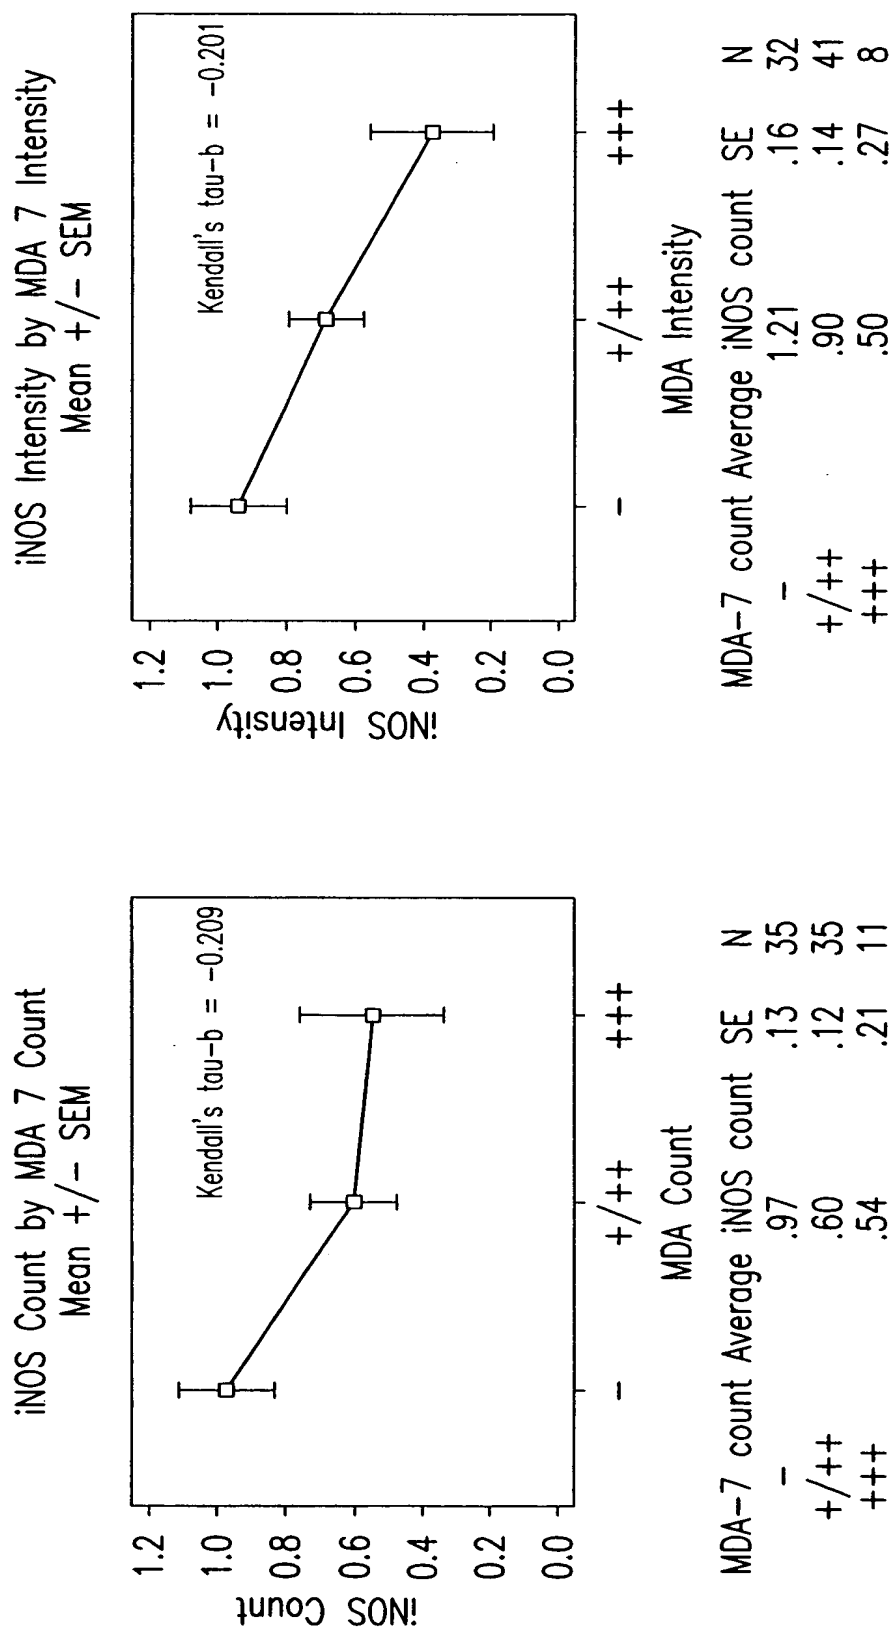 iNOS Count by MDA 7 Count
Mean +/- SEM
Kendall's tau-b = -0.209
iNOS Count
1.2
1.0
0.8
0.6
0.4
0.2
0.0
- +/++ +++
MDA Count
MDA-7 count Average iNOS count SE N
- .97 .13 35
+/++ .60 .12 35
+++ .54 .21 11
iNOS Intensity by MDA 7 Intensity
Mean +/- SEM
Kendall's tau-b = -0.201
iNOS Intensity
1.2
1.0
0.8
0.6
0.4
0.2
0.0
- +/++ +++
MDA Intensity
MDA-7 count Average iNOS count SE N
- 1.21 .16 32
+/++ .90 .14 41
+++ .50 .27 8